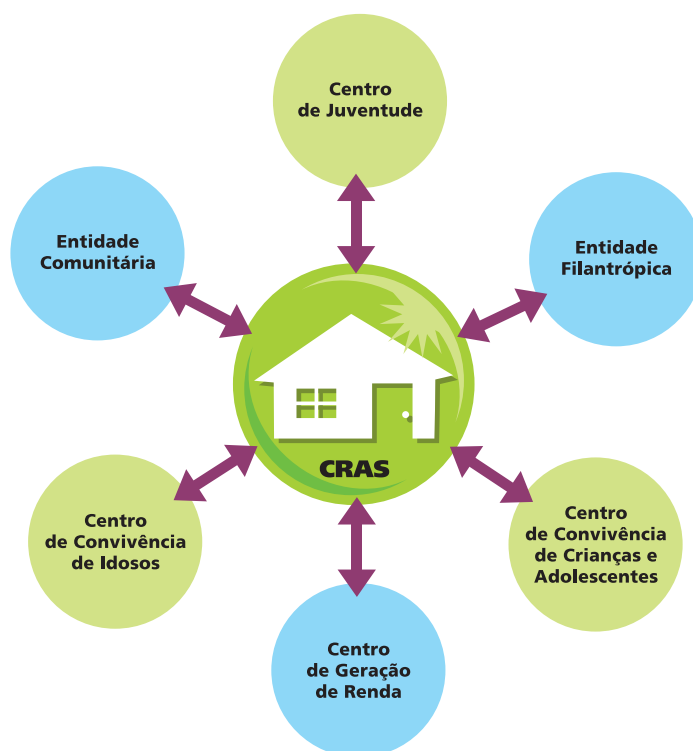 Centro
de Juventude
Entidade
Comunitária
Entidade
Filantrópica
CRAS
Centro
de Convivência
de Idosos
Centro
de Convivência
de Crianças e
Adolescentes
Centro
de Geração
de Renda